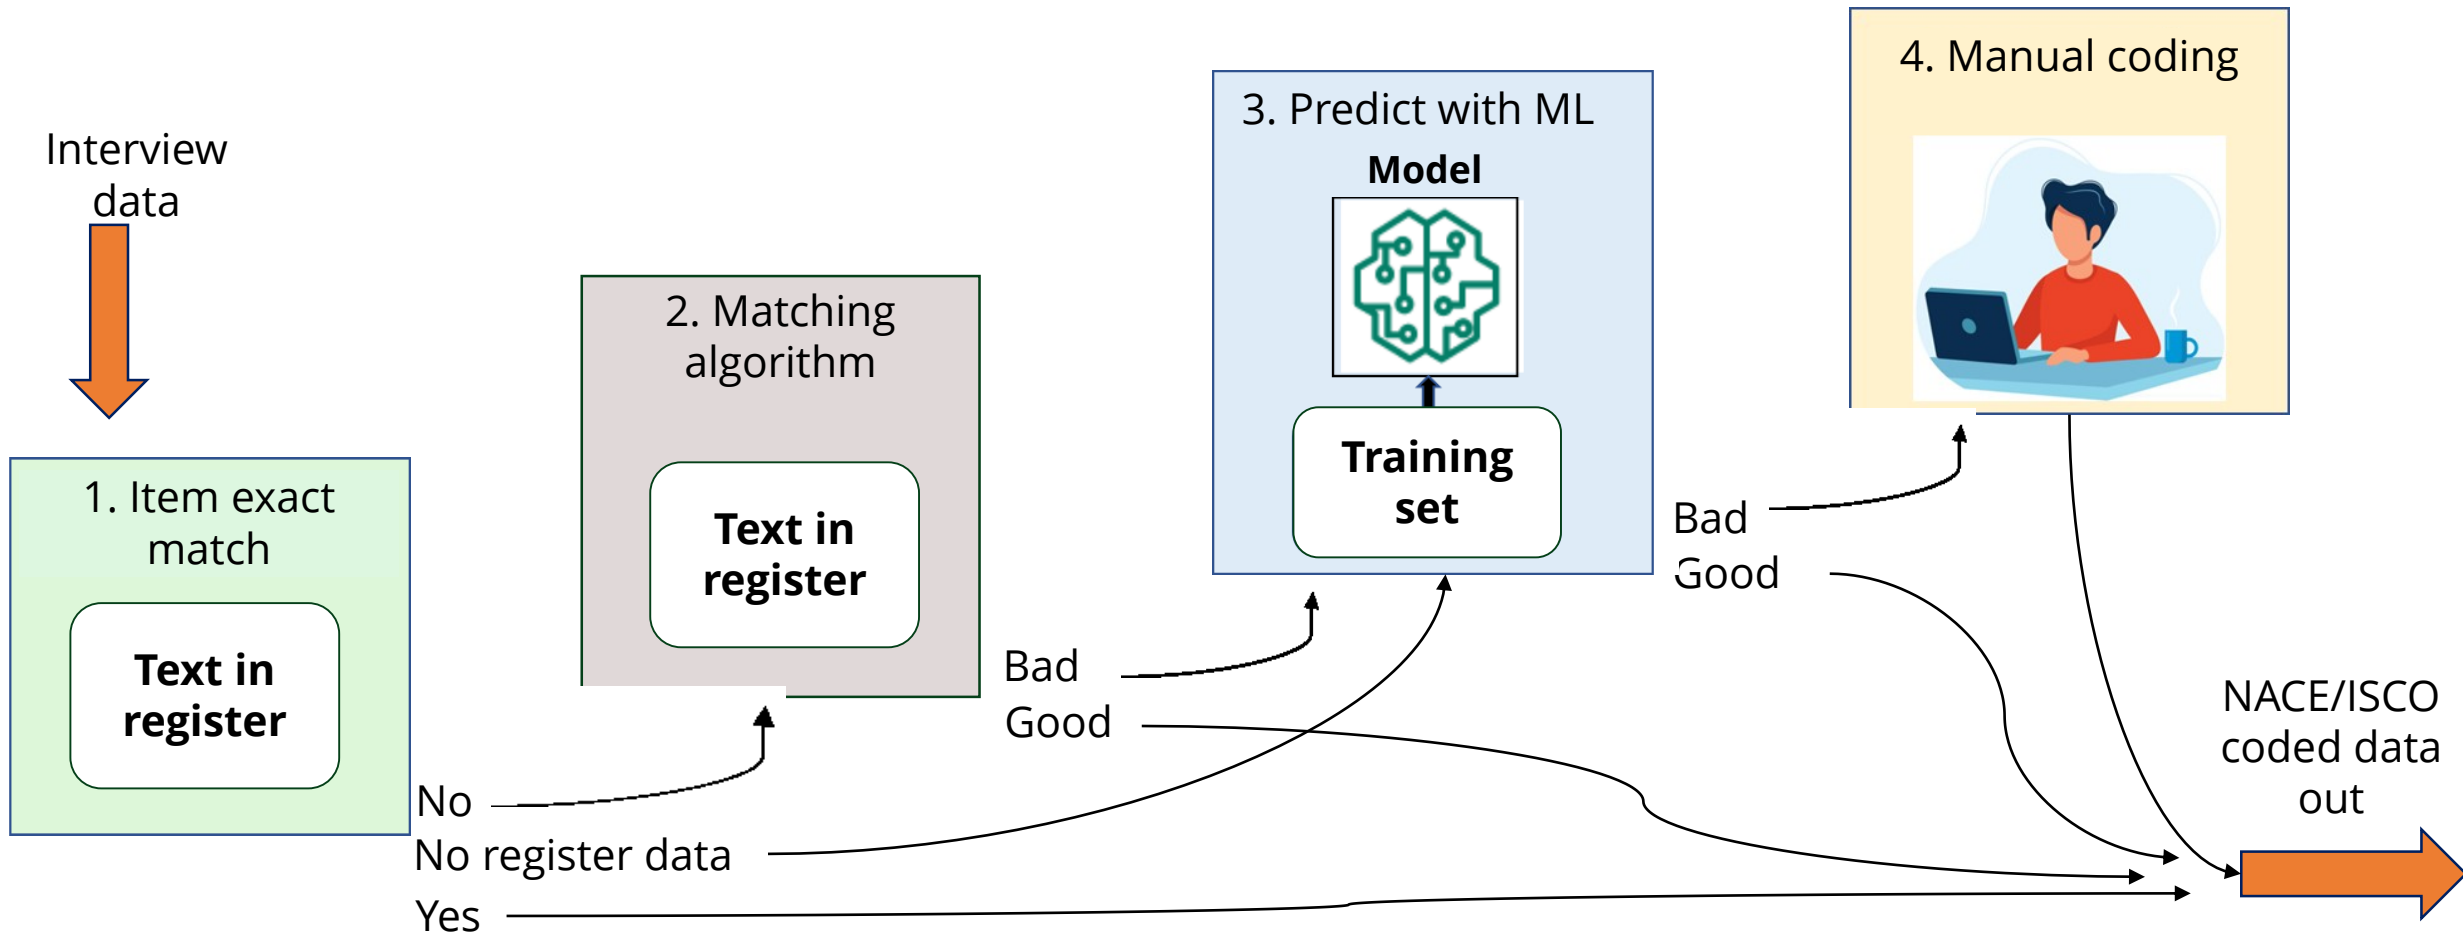 Interview
data
1. Item exact
match
Text in
register
No
No register data
Yes
2. Matching
algorithm
Text in
register
Bad
Good
3. Predict with ML
Model
Training
set
Bad
Good
4. Manual coding
NACE/ISCO
coded data
out